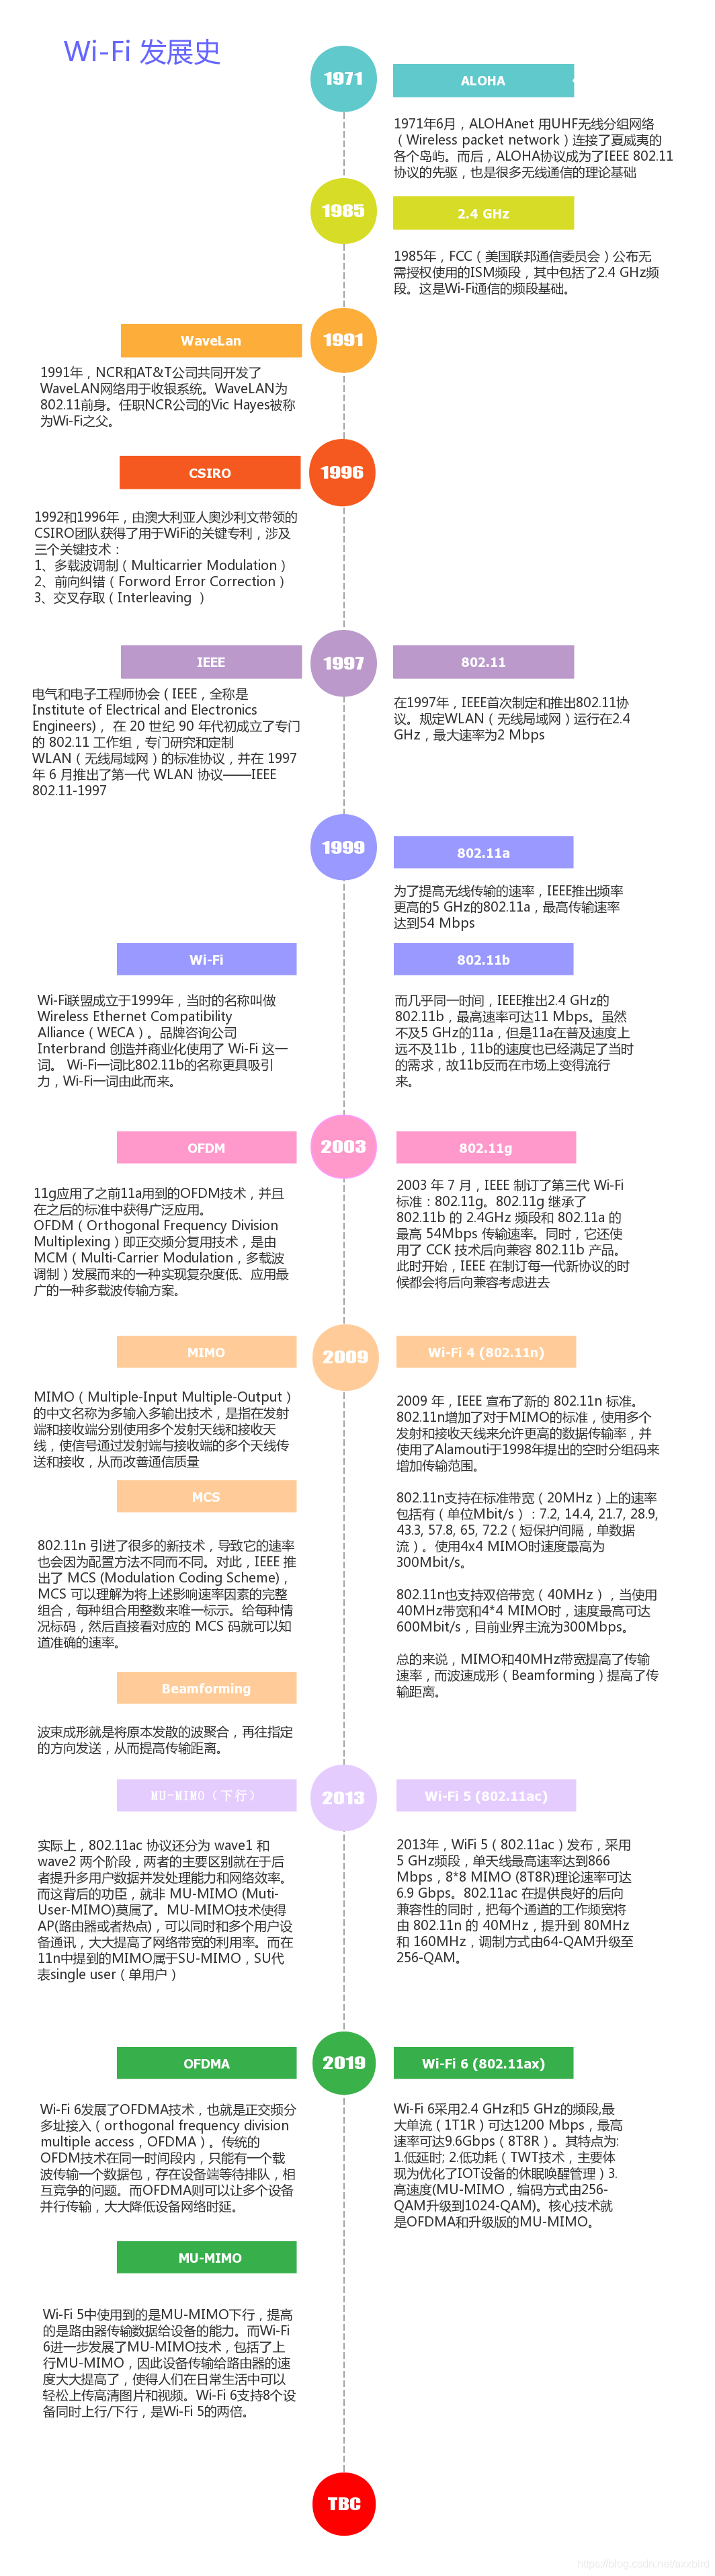 Wi-Fi 发展史
1971
ALOHA
1971年6月，ALOHAnet 用UHF无线分组网络
（Wireless packet network）连接了夏威夷的
各个岛屿。而后，ALOHA协议成为了IEEE 802.11
协议的先驱，也是很多无线通信的理论基础
1985
2.4 GHz
1985年，FCC（美国联邦通信委员会）公布无
需授权使用的ISM频段，其中包括了2.4 GHz频
段。这是Wi-Fi通信的频段基础。
WaveLan
1991
1991年，NCR和AT&T公司共同开发了
WaveLAN网络用于收银系统。WaveLAN为
802.11前身。任职NCR公司的Vic Hayes被称
为Wi-Fi之父。
CSIRO
1996
1992和1996年，由澳大利亚人奥沙利文带领的
CSIRO团队获得了用于WiFi的关键专利，涉及
三个关键技术：
1、多载波调制（Multicarrier Modulation）
2、前向纠错（Forword Error Correction）
3、交叉存取（Interleaving ）
IEEE
1997
802.11
电气和电子工程师协会 ( IEEE，全称是
Institute of Electrical and Electronics
Engineers)， 在 20 世纪 90 年代初成立了专门
的 802.11 工作组，专门研究和定制
WLAN（无线局域网）的标准协议，并在 1997
年 6 月推出了第一代 WLAN 协议——IEEE
802.11-1997
在1997年，IEEE首次制定和推出802.11协
议。规定WLAN（无线局域网）运行在2.4
GHz，最大速率为2 Mbps
1999
802.11a
为了提高无线传输的速率，IEEE推出频率
更高的5 GHz的802.11a，最高传输速率
达到54 Mbps
Wi-Fi
802.11b
Wi-Fi联盟成立于1999年，当时的名称叫做
Wireless Ethernet Compatibility
Alliance（WECA）。品牌咨询公司
Interbrand 创造并商业化使用了 Wi-Fi 这一
词。 Wi-Fi一词比802.11b的名称更具吸引
力，Wi-Fi一词由此而来。
而几乎同一时间，IEEE推出2.4 GHz的
802.11b，最高速率可达11 Mbps。虽然
不及5 GHz的11a，但是11a在普及速度上
远不及11b，11b的速度也已经满足了当时
的需求，故11b反而在市场上变得流行
来。
OFDM
2003
802.11g
11g应用了之前11a用到的OFDM技术，并且
在之后的标准中获得广泛应用。
OFDM（Orthogonal Frequency Division
Multiplexing）即正交频分复用技术，是由
MCM（Multi-Carrier Modulation，多载波
调制）发展而来的一种实现复杂度低、应用最
广的一种多载波传输方案。
2003 年 7 月，IEEE 制订了第三代 Wi-Fi
标准：802.11g。802.11g 继承了
802.11b 的 2.4GHz 频段和 802.11a 的
最高 54Mbps 传输速率。同时，它还使
用了 CCK 技术后向兼容 802.11b 产品。
此时开始，IEEE 在制订每一代新协议的时
候都会将后向兼容考虑进去
MIMO
2009
Wi-Fi 4 (802.11n)
MIMO（Multiple-Input Multiple-Output）
的中文名称为多输入多输出技术，是指在发射
端和接收端分别使用多个发射天线和接收天
线，使信号通过发射端与接收端的多个天线传
送和接收，从而改善通信质量
2009 年，IEEE 宣布了新的 802.11n 标准。
802.11n增加了对于MIMO的标准，使用多个
发射和接收天线来允许更高的数据传输率，并
使用了Alamouti于1998年提出的空时分组码来
增加传输范围。
802.11n支持在标准带宽（20MHz）上的速率
包括有（单位Mbit/s）：7.2, 14.4, 21.7, 28.9,
43.3, 57.8, 65, 72.2（短保护间隔，单数据
流）。使用4x4 MIMO时速度最高为
300Mbit/s。
802.11n也支持双倍带宽（40MHz），当使用
40MHz带宽和4*4 MIMO时，速度最高可达
600Mbit/s，目前业界主流为300Mbps。
总的来说，MIMO和40MHz带宽提高了传输
速率，而波速成形（Beamforming）提高了传
输距离。
MCS
802.11n 引进了很多的新技术，导致它的速率
也会因为配置方法不同而不同。对此，IEEE 推
出了 MCS (Modulation Coding Scheme)，
MCS 可以理解为将上述影响速率因素的完整
组合，每种组合用整数来唯一标示。给每种情
况标码，然后直接看对应的 MCS 码就可以知
道准确的速率。
Beamforming
波束成形就是将原本发散的波聚合，再往指定
的方向发送，从而提高传输距离。
MU-MIMO（下行）
2013
Wi-Fi 5 (802.11ac)
实际上，802.11ac 协议还分为 wave1 和
wave2 两个阶段，两者的主要区别就在于后
者提升多用户数据并发处理能力和网络效率。
而这背后的功臣，就非 MU-MIMO (Muti-
User-MIMO)莫属了。MU-MIMO技术使得
AP(路由器或者热点)，可以同时和多个用户设
备通讯，大大提高了网络带宽的利用率。而在
11n中提到的MIMO属于SU-MIMO，SU代
表single user（单用户）
2013年，WiFi 5（802.11ac）发布，采用
5 GHz频段，单天线最高速率达到866
Mbps，8*8 MIMO (8T8R)理论速率可达
6.9 Gbps。802.11ac 在提供良好的后向
兼容性的同时，把每个通道的工作频宽将
由 802.11n 的 40MHz，提升到 80MHz
和 160MHz，调制方式由64-QAM升级至
256-QAM。
OFDMA
2019
Wi-Fi 6 (802.11ax)
Wi-Fi 6发展了OFDMA技术，也就是正交频分
多址接入（orthogonal frequency division
multiple access，OFDMA）。传统的
OFDM技术在同一时间段内，只能有一个载
波传输一个数据包，存在设备端等待排队，相
互竞争的问题。而OFDMA则可以让多个设备
并行传输，大大降低设备网络时延。
Wi-Fi 6采用2.4 GHz和5 GHz的频段,最
大单流（1T1R）可达1200 Mbps，最高
速率可达9.6Gbps（8T8R）。其特点为:
1.低延时; 2.低功耗（TWT技术，主要体
现为优化了IOT设备的休眠唤醒管理）3.
高速度(MU-MIMO，编码方式由256-
QAM升级到1024-QAM)。核心技术就
是OFDMA和升级版的MU-MIMO。
MU-MIMO
Wi-Fi 5中使用到的是MU-MIMO下行，提高
的是路由器传输数据给设备的能力。而Wi-Fi
6进一步发展了MU-MIMO技术，包括了上
行MU-MIMO，因此设备传输给路由器的速
度大大提高了，使得人们在日常生活中可以
轻松上传高清图片和视频。Wi-Fi 6支持8个设
备同时上行/下行，是Wi-Fi 5的两倍。
TBC